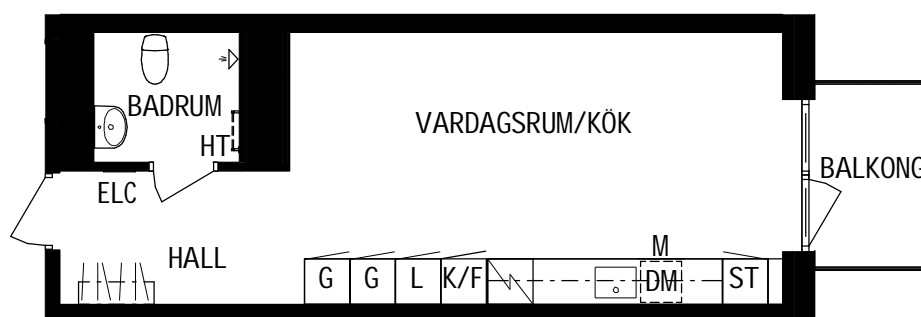 BADRUM
VARDAGSRUM/KÖK
HT
BALKONG
ELC
HALL
M
G G L K/F DM ST